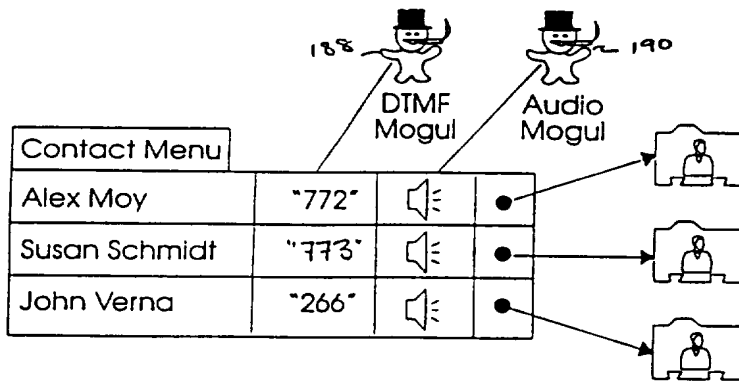 188
190
DTMF
Mogul
Audio
Mogul
Contact Menu
Alex Moy "772"
Susan Schmidt "773"
John Verna "266"